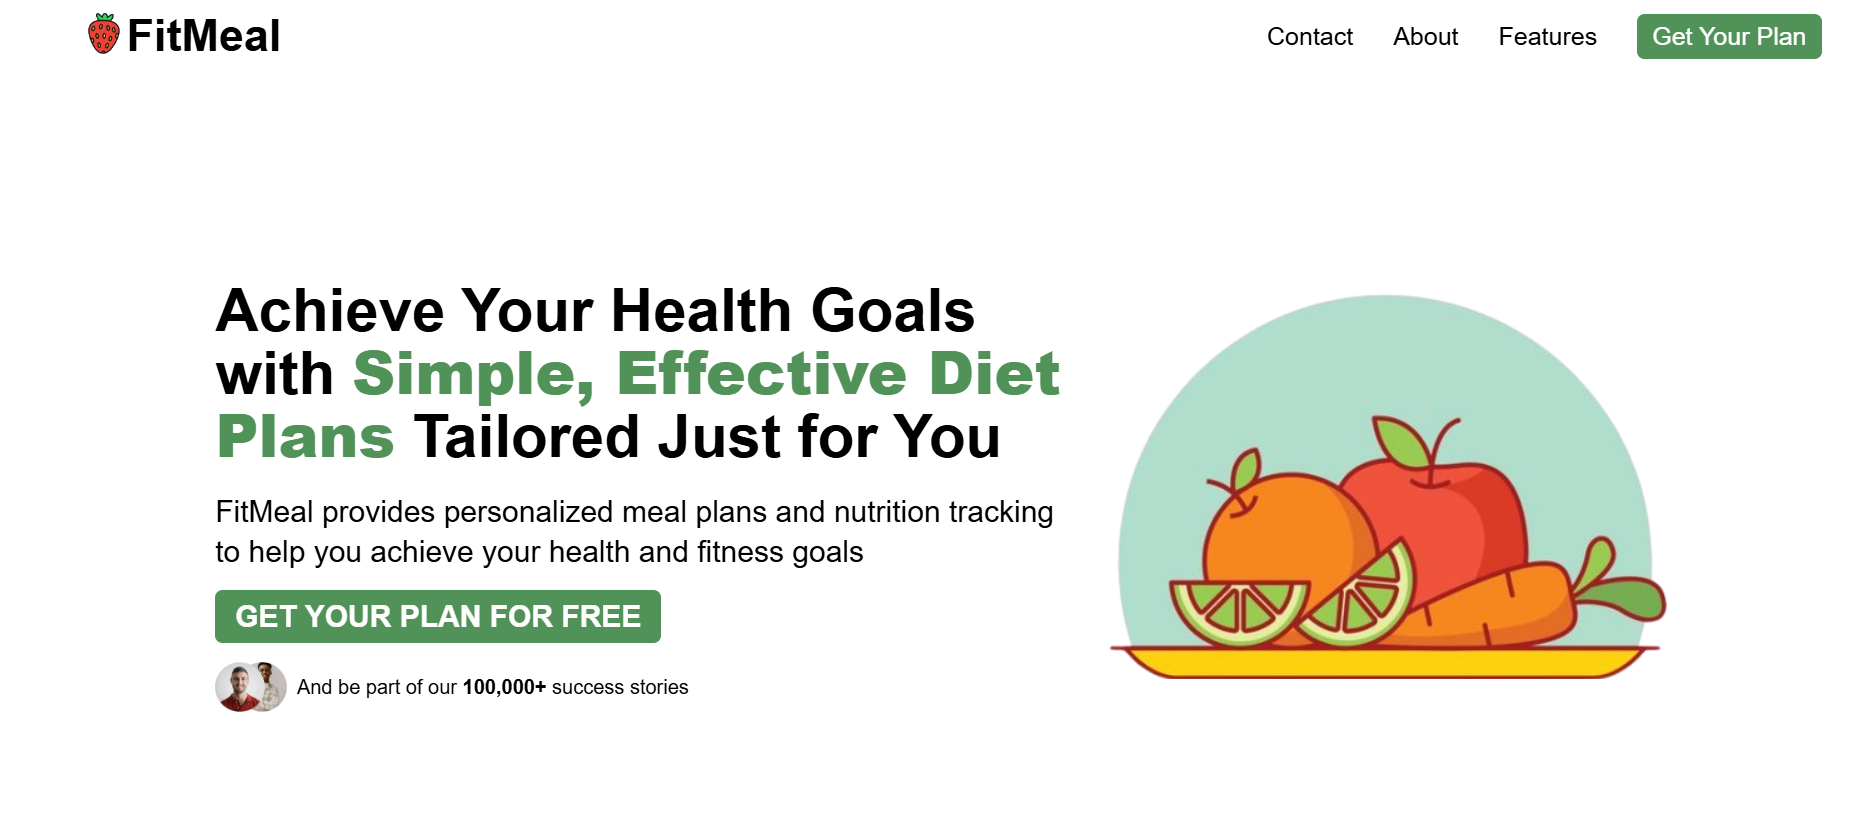 FitMeal
Contact
About
Features
Get Your Plan
Achieve Your Health Goals
with Simple, Effective Diet
Plans Tailored Just for You
FitMeal provides personalized meal plans and nutrition tracking
to help you achieve your health and fitness goals
GET YOUR PLAN FOR FREE
And be part of our 100,000+ success stories